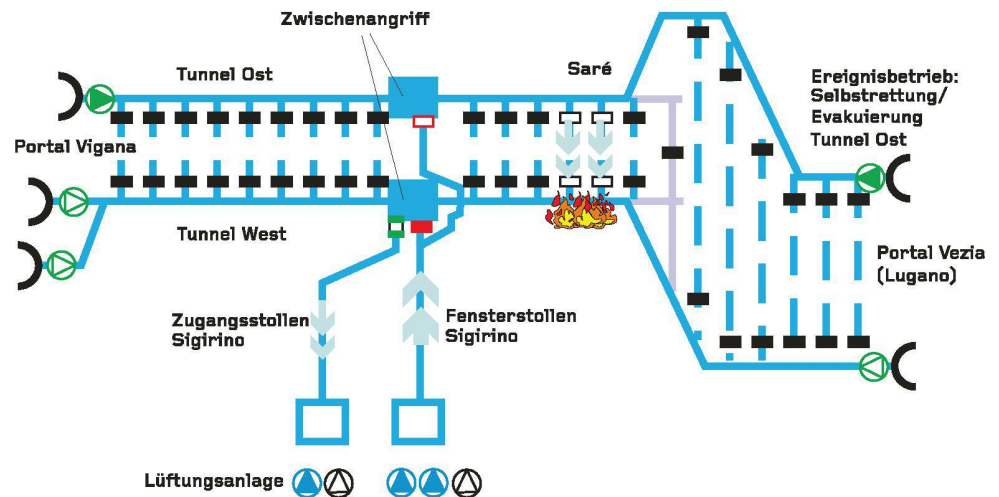 Zwischenangriff
Tunnel Ost
Saré
Ereignisbetrieb:
Selbstrettung/
Evakuierung
Tunnel Ost
Portal Vigana
Tunnel West
Portal Vezia
(Lugano)
Zugangsstollen
Sigirino
Fensterstollen
Sigirino
Lüftungsanlage